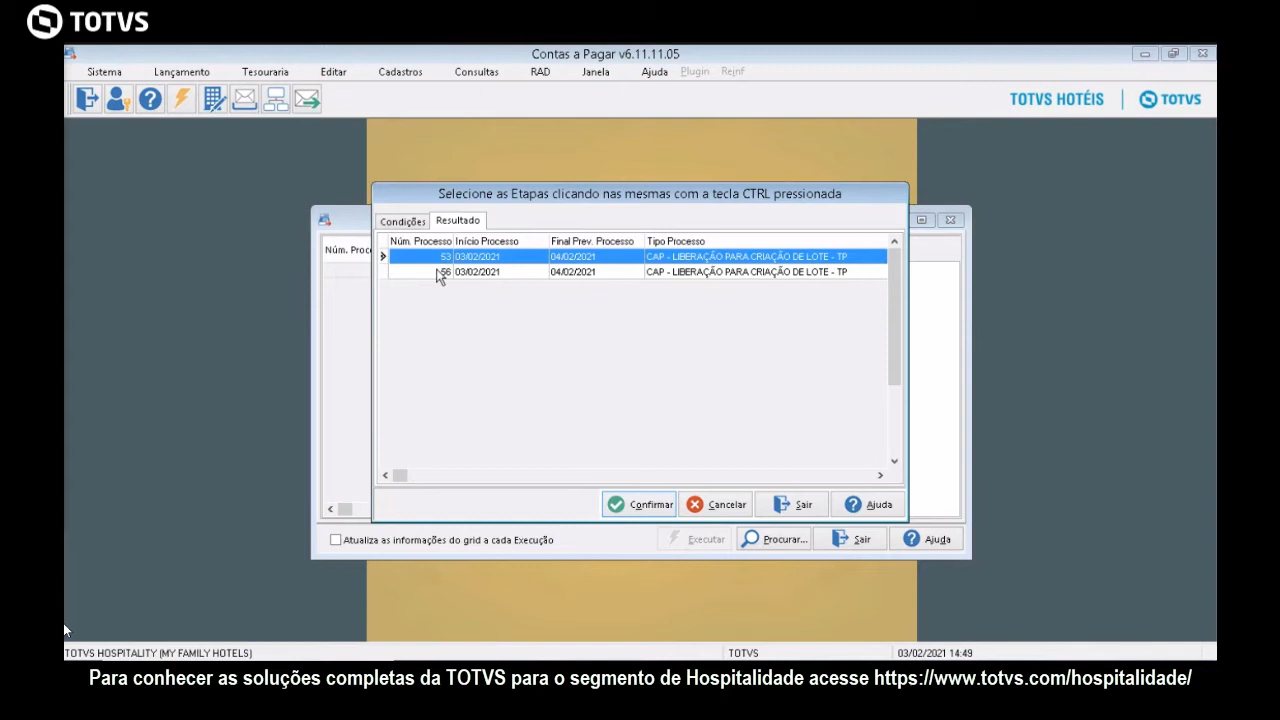 TOTVS
Contas a Pagar v6.11.11.05
Sistema Lançamento Tesouraria Editar Cadastros Consultas RAD Janela Ajuda Plugin Reinf
TOTVS HOTÉIS TOTVS
Selecione as Etapas clicando nas mesmas com a tecla CTRL pressionada
Condições Resultado
Núm. Proce
Núm. Processo Início Processo Final Prev. Processo Tipo Processo
53 03/02/2021 04/02/2021 CAP - LIBERAÇÃO PARA CRIAÇÃO DE LOTE - TP
56 03/02/2021 04/02/2021 CAP - LIBERAÇÃO PARA CRIAÇÃO DE LOTE - TP
Confirmar Cancelar Sair Ajuda
Atualiza as informações do grid a cada Execução Executar Procurar... Sair Ajuda
TOTVS HOSPITALITY (MY FAMILY HOTELS) TOTVS 03/02/2021 14:49
Para conhecer as soluções completas da TOTVS para o segmento de Hospitalidade acesse https://www.totvs.com/hospitalidade/